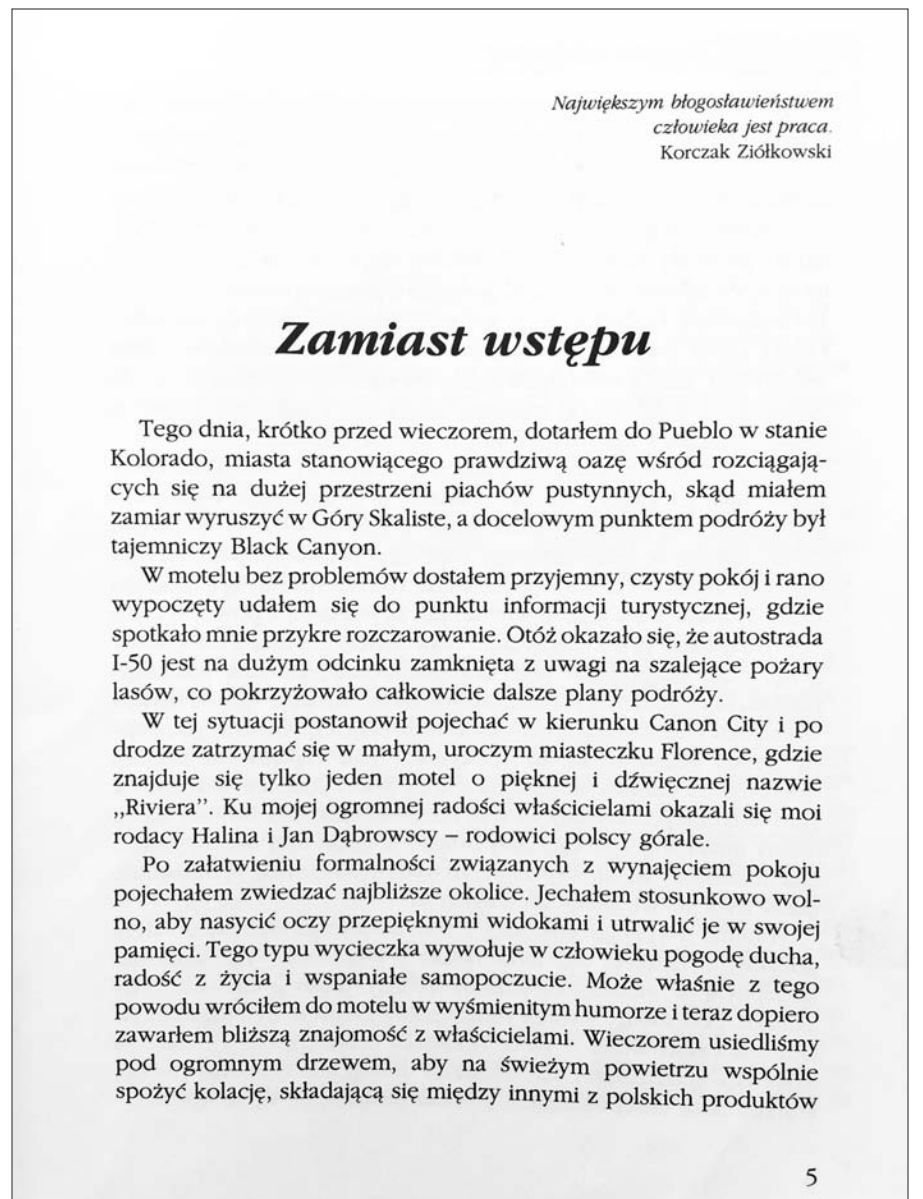 Największym błogosławieństwem
człowieka jest praca.
Korczak Ziółkowski
Zamiast wstępu
Tego dnia, krótko przed wieczorem, dotarłem do Pueblo w stanie
Kolorado, miasta stanowiącego prawdziwą oazę wśród rozciągają-
cych się na dużej przestrzeni piachów pustynnych, skąd miałem
zamiar wyruszyć w Góry Skaliste, a docelowym punktem podróży był
tajemniczy Black Canyon.
W motelu bez problemów dostałem przyjemny, czysty pokój i rano
wypoczęty udałem się do punktu informacji turystycznej, gdzie
spotkało mnie przykre rozczarowanie. Otóż okazało się, że autostrada
I-50 jest na dużym odcinku zamknięta z uwagi na szalejące pożary
lasów, co pokrzyżowało całkowicie dalsze plany podróży.
W tej sytuacji postanowił pojechać w kierunku Canon City i po
drodze zatrzymać się w małym, uroczym miasteczku Florence, gdzie
znajduje się tylko jeden motel o pięknej i dźwięcznej nazwie
,,Riviera”. Ku mojej ogromnej radości właścicielami okazali się moi
rodacy Halina i Jan Dąbrowscy – rodowici polscy górale.
Po załatwieniu formalności związanych z wynajęciem pokoju
pojechałem zwiedzać najbliższe okolice. Jechałem stosunkowo wol-
no, aby nasycić oczy przepięknymi widokami i utrwalić je w swojej
pamięci. Tego typu wycieczka wywołuje w człowieku pogodę ducha,
radość z życia i wspaniałe samopoczucie. Może właśnie z tego
powodu wróciłem do motelu w wyśmienitym humorze i teraz dopiero
zawarłem bliższą znajomość z właścicielami. Wieczorem usiedliśmy
pod ogromnym drzewem, aby na świeżym powietrzu wspólnie
spożyć kolację, składającą się między innymi z polskich produktów
5